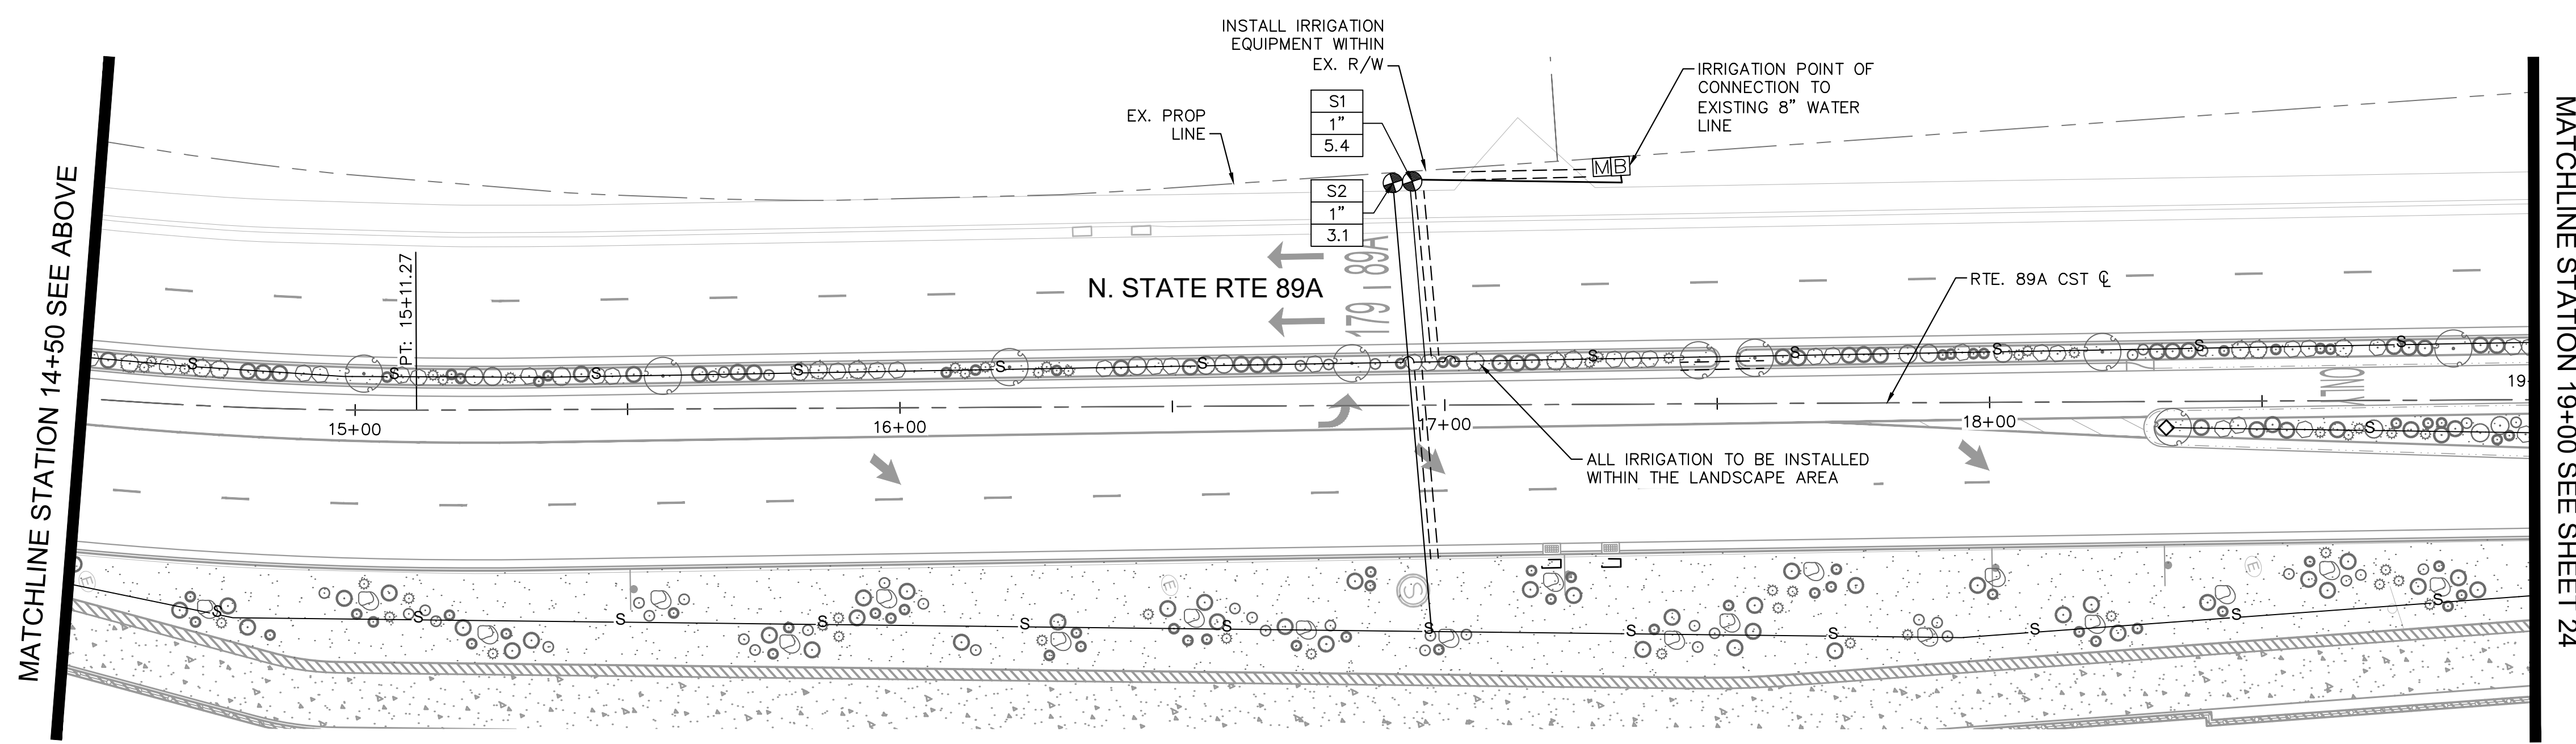 INSTALL IRRIGATION
EQUIPMENT WITHIN
EX. R/W
IRRIGATION POINT OF
CONNECTION TO
EXISTING 8" WATER
LINE
S1
1"
5.4
EX. PROP
LINE
M B
S2
1"
3.1
MATCHLINE STATION 14+50 SEE ABOVE
MATCHLINE STATION 19+00 SEE SHEET 24
PT: 15+11.27
179 89A
N. STATE RTE 89A
RTE. 89A CST ℄
S S S S S S S S S S S S
15+00
16+00
17+00
18+00
19+
S
ALL IRRIGATION TO BE INSTALLED
WITHIN THE LANDSCAPE AREA
E E E
S
S S S S S S S S S S S S